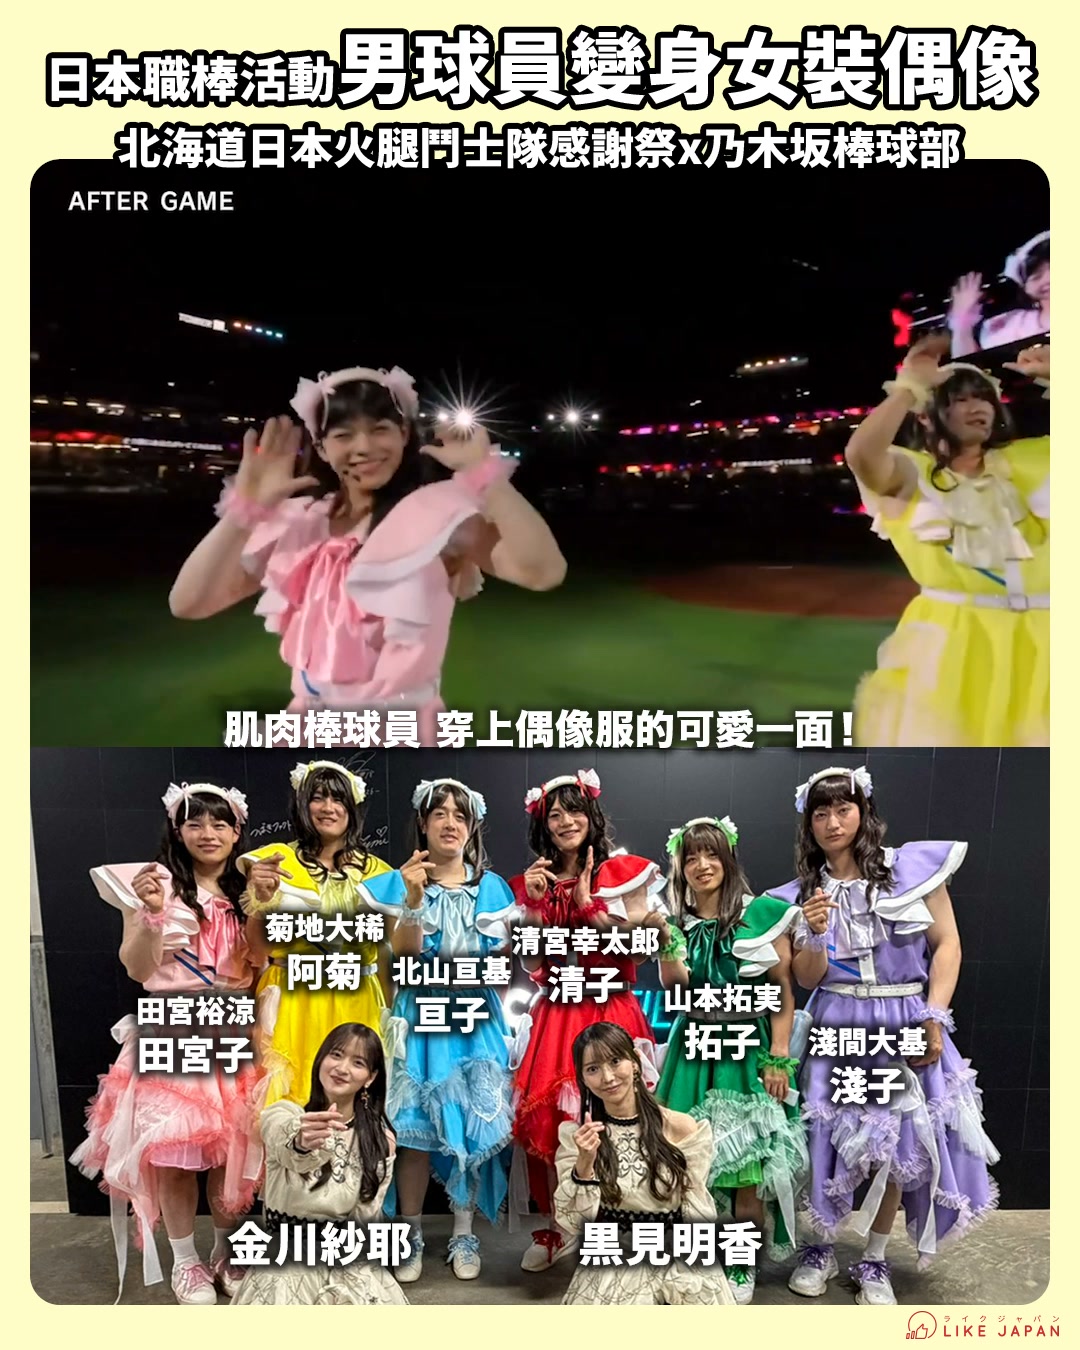 日本職棒活動男球員變身女裝偶像
北海道日本火腿鬥士隊感謝祭x乃木坂棒球部
AFTER GAME
肌肉棒球員 穿上偶像服的可愛一面！
菊地大稀
阿菊
清宮幸太郎
清子
北山亘基
亘子
山本拓実
拓子
田宮裕涼
田宮子
淺間大基
淺子
金川紗耶
黒見明香
ライクジャパン
LIKE JAPAN